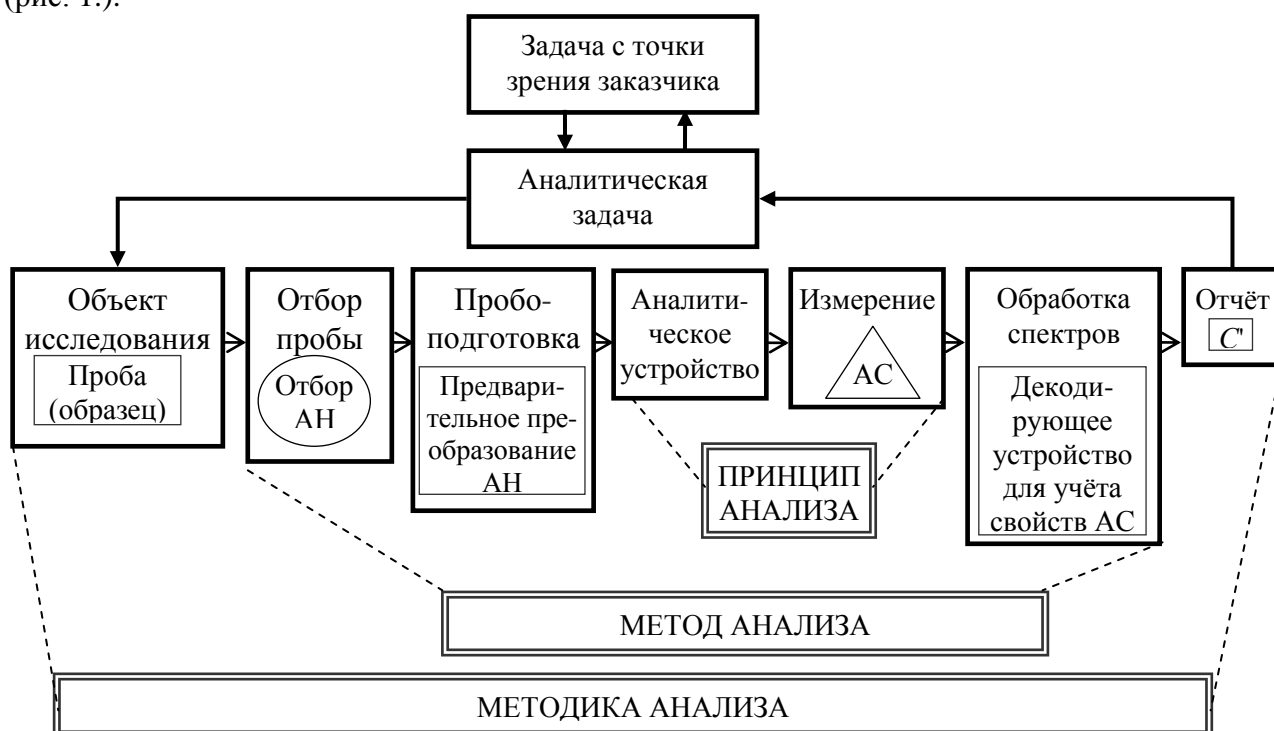 (рис. 1.).
Задача с точки
зрения заказчика
Аналитическая
задача
Объект
исследования
Проба
(образец)
Отбор
пробы
Отбор
АН
Пробо-
подготовка
Предвари-
тельное пре-
образование
АН
Аналити-
ческое
устройство
Измерение
АС
Обработка
спектров
Декоди-
рующее
устройство
для учёта
свойств АС
Отчёт
C'
ПРИНЦИП
АНАЛИЗА
МЕТОД АНАЛИЗА
МЕТОДИКА АНАЛИЗА